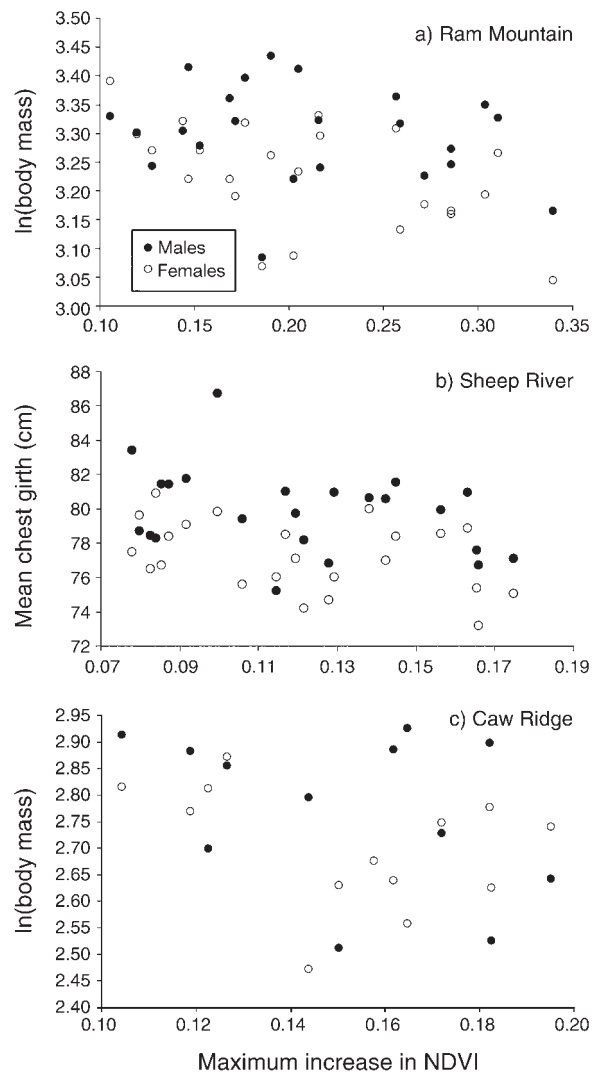 a) Ram Mountain
ln(body mass)
3.50
3.45
3.40
3.35
3.30
3.25
3.20
3.15
3.10
3.05
3.00
Males
Females
0.10 0.15 0.20 0.25 0.30 0.35
b) Sheep River
Mean chest girth (cm)
88
86
84
82
80
78
76
74
72
0.07 0.09 0.11 0.13 0.15 0.17 0.19
c) Caw Ridge
ln(body mass)
2.95
2.90
2.85
2.80
2.75
2.70
2.65
2.60
2.55
2.50
2.45
2.40
0.10 0.12 0.14 0.16 0.18 0.20
Maximum increase in NDVI